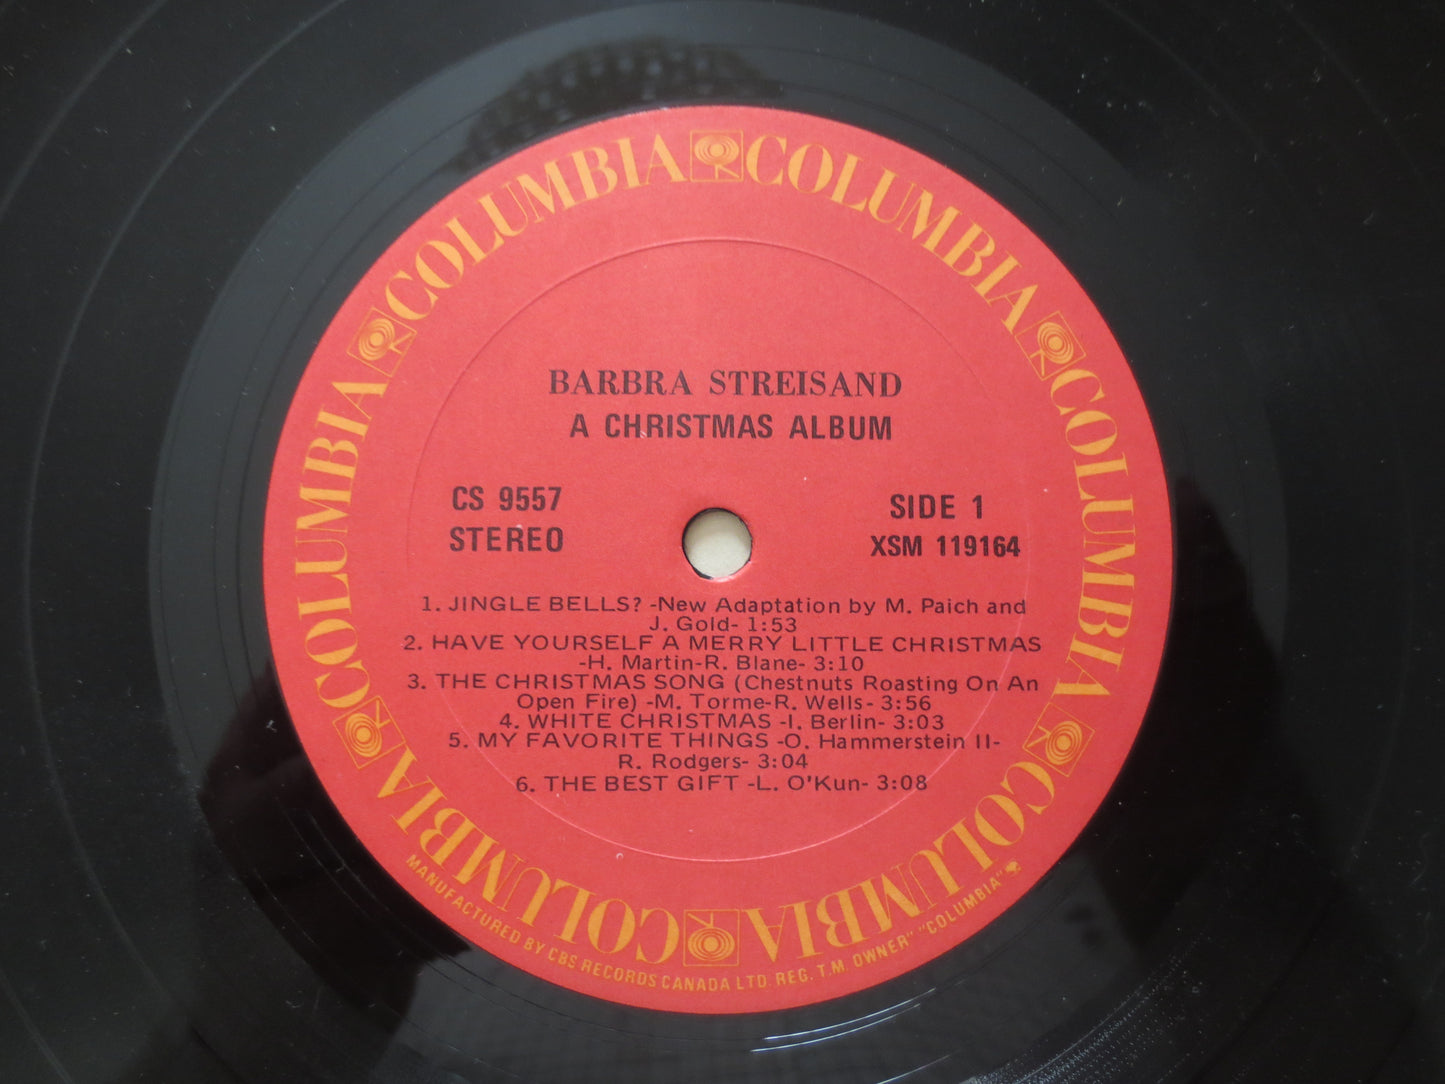 COLUMBIA COLUMBIA COLUMBIA COLUMBIA COLUMBIA COLUMBIA
BARBRA STREISAND
A CHRISTMAS ALBUM
CS 9557
STEREO
SIDE 1
XSM 119164
1. JINGLE BELLS? -New Adaptation by M. Paich and
J. Gold- 1:53
2. HAVE YOURSELF A MERRY LITTLE CHRISTMAS
-H. Martin-R. Blane- 3:10
3. THE CHRISTMAS SONG (Chestnuts Roasting On An
Open Fire) -M. Torme-R. Wells- 3:56
4. WHITE CHRISTMAS -I. Berlin- 3:03
5. MY FAVORITE THINGS -O. Hammerstein II-
R. Rodgers- 3:04
6. THE BEST GIFT -L. O'Kun- 3:08
MANUFACTURED BY CBS RECORDS CANADA LTD. REG. T.M. OWNER" "COLUMBIA"